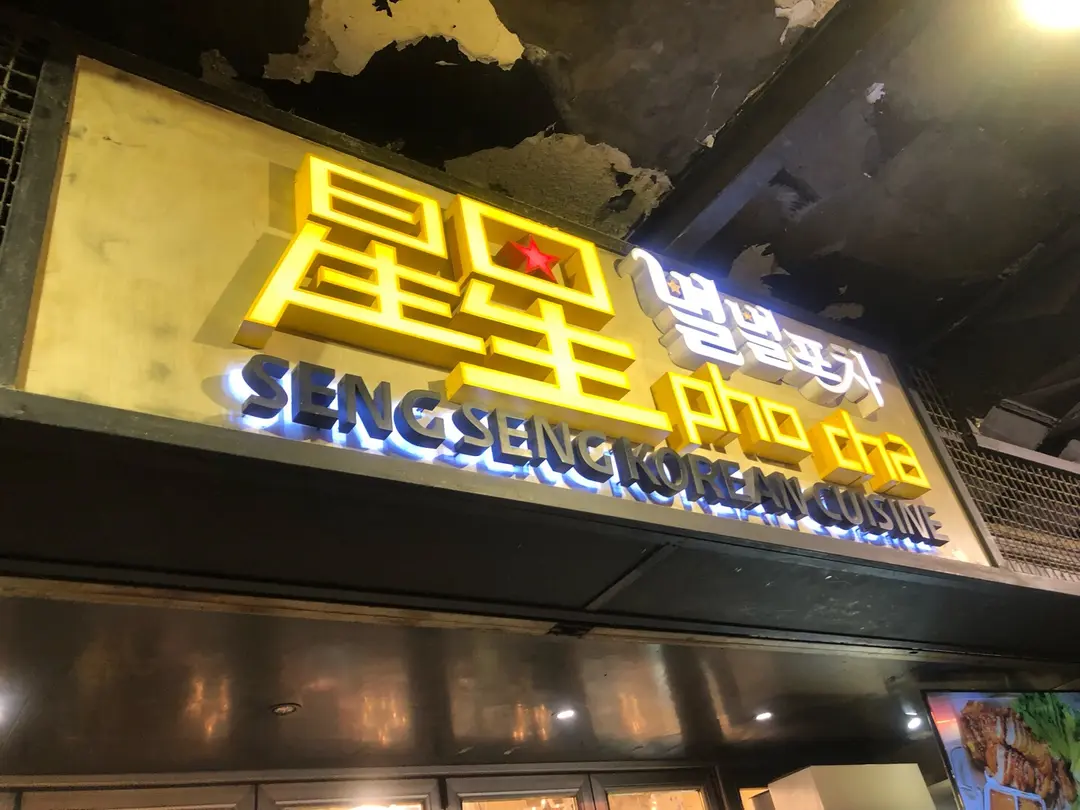 星星
별별포차
pho cha
SENG SENG KOREAN CUISINE